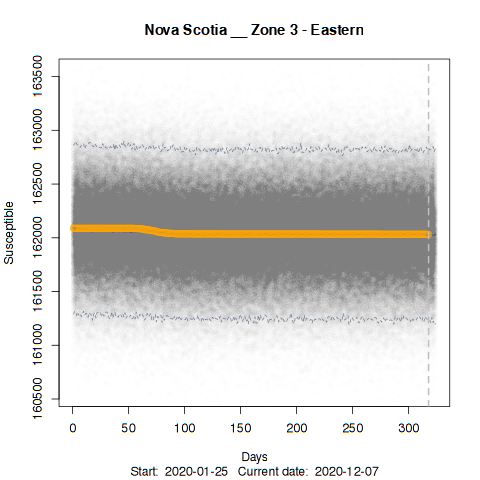 Nova Scotia __ Zone 3 - Eastern
163500
163000
162500
162000
161500
161000
160500
Susceptible
0 50 100 150 200 250 300
Days
Start: 2020-01-25 Current date: 2020-12-07